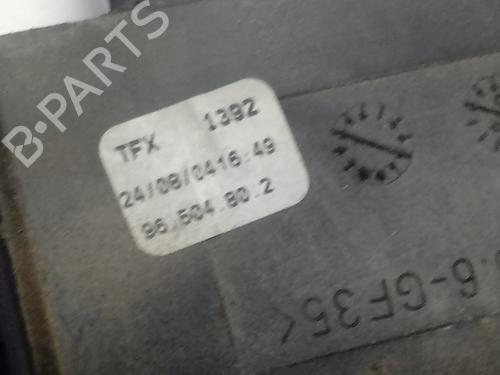 B-PARTS
TFX 1392
24/08/0416:49
96.504.80.2
.6-GF35<